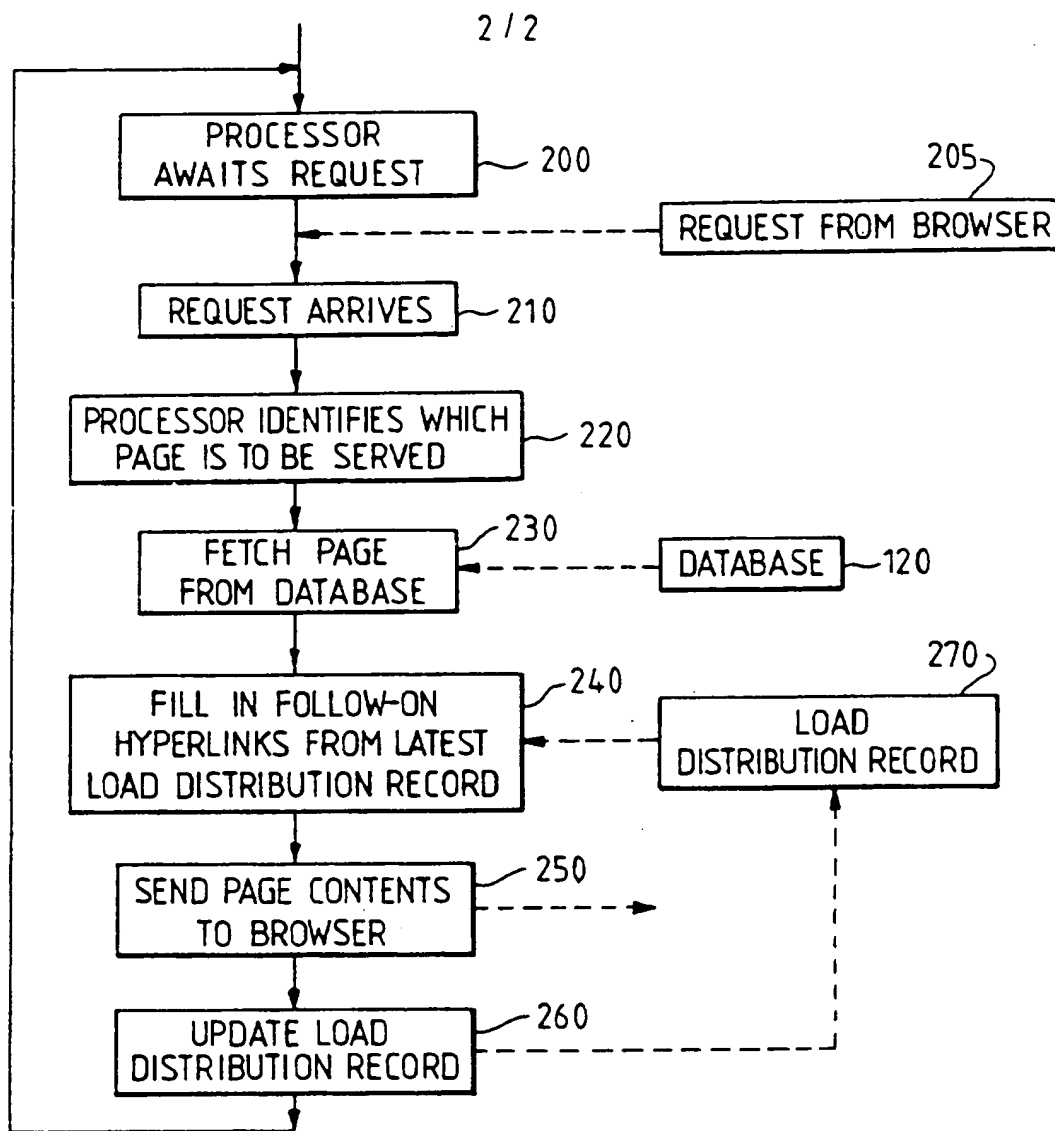 2/2
PROCESSOR
AWAITS REQUEST
200
205
REQUEST FROM BROWSER
REQUEST ARRIVES
210
PROCESSOR IDENTIFIES WHICH
PAGE IS TO BE SERVED
220
230
FETCH PAGE
FROM DATABASE
DATABASE
120
240
FILL IN FOLLOW-ON
HYPERLINKS FROM LATEST
LOAD DISTRIBUTION RECORD
270
LOAD
DISTRIBUTION RECORD
250
SEND PAGE CONTENTS
TO BROWSER
260
UPDATE LOAD
DISTRIBUTION RECORD